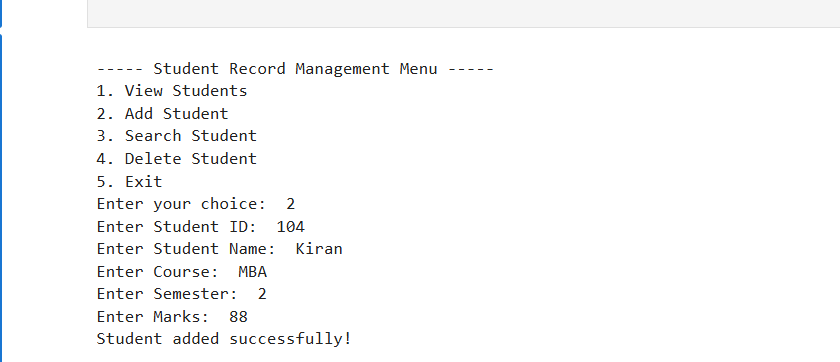 ----- Student Record Management Menu -----
1. View Students
2. Add Student
3. Search Student
4. Delete Student
5. Exit
Enter your choice:  2
Enter Student ID:  104
Enter Student Name:  Kiran
Enter Course:  MBA
Enter Semester:  2
Enter Marks:  88
Student added successfully!